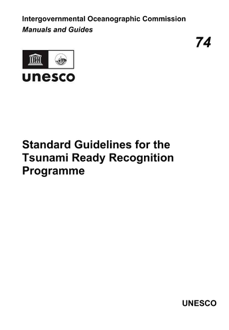 Intergovernmental Oceanographic Commission
Manuals and Guides
74
unesco
Standard Guidelines for the
Tsunami Ready Recognition
Programme
UNESCO